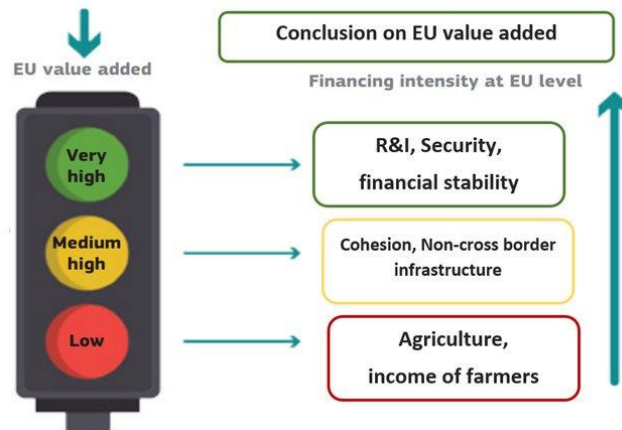 Conclusion on EU value added
EU value added
Financing intensity at EU level
Very
high
R&I, Security,
financial stability
Medium
high
Cohesion, Non-cross border
infrastructure
Low
Agriculture,
income of farmers